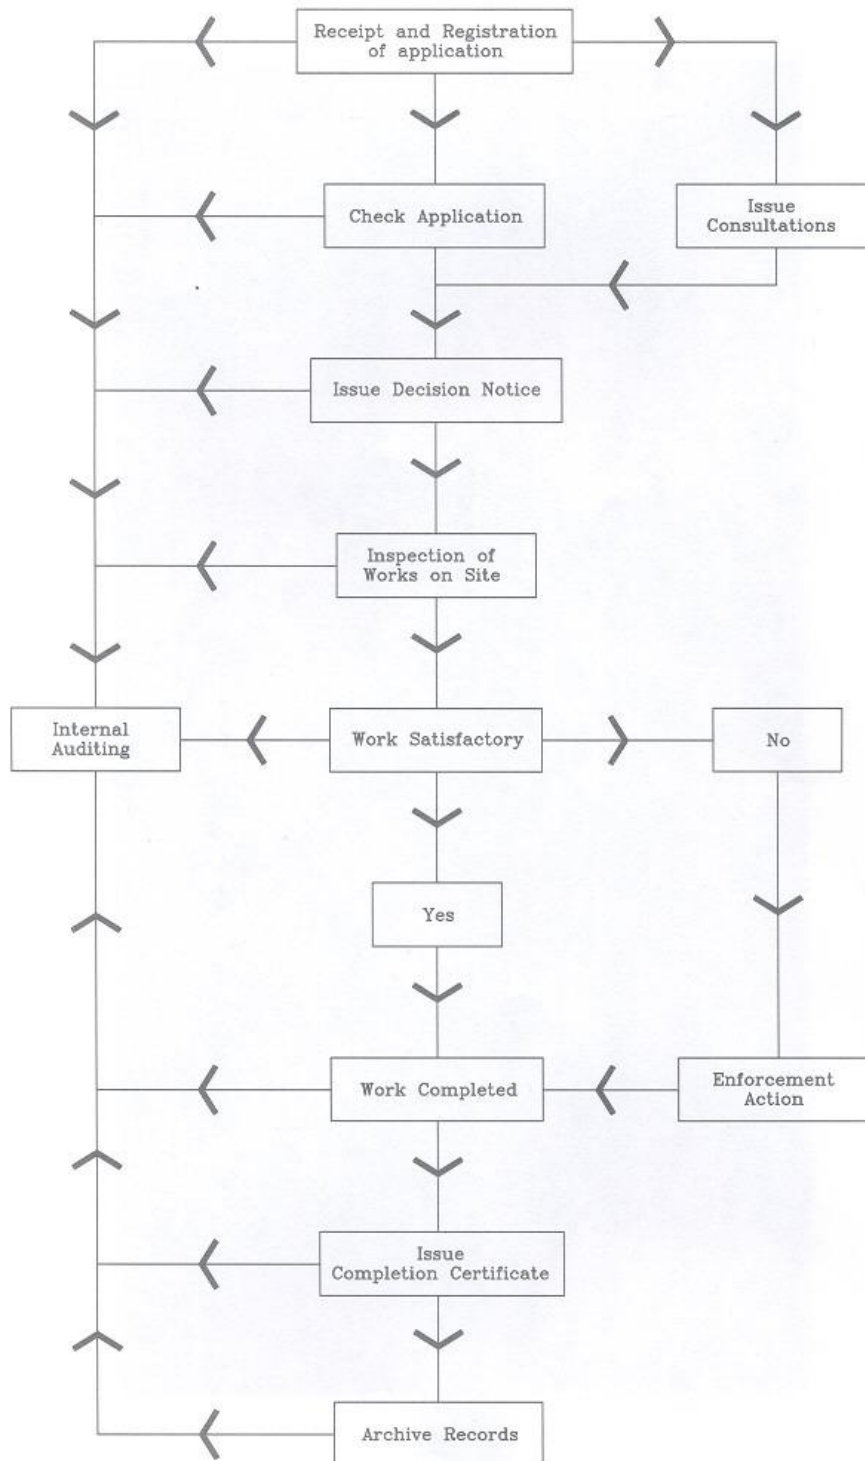 Receipt and Registration
of application
Check Application
Issue
Consultations
Issue Decision Notice
Inspection of
Works on Site
Internal
Auditing
Work Satisfactory
No
Yes
Work Completed
Enforcement
Action
Issue
Completion Certificate
Archive Records